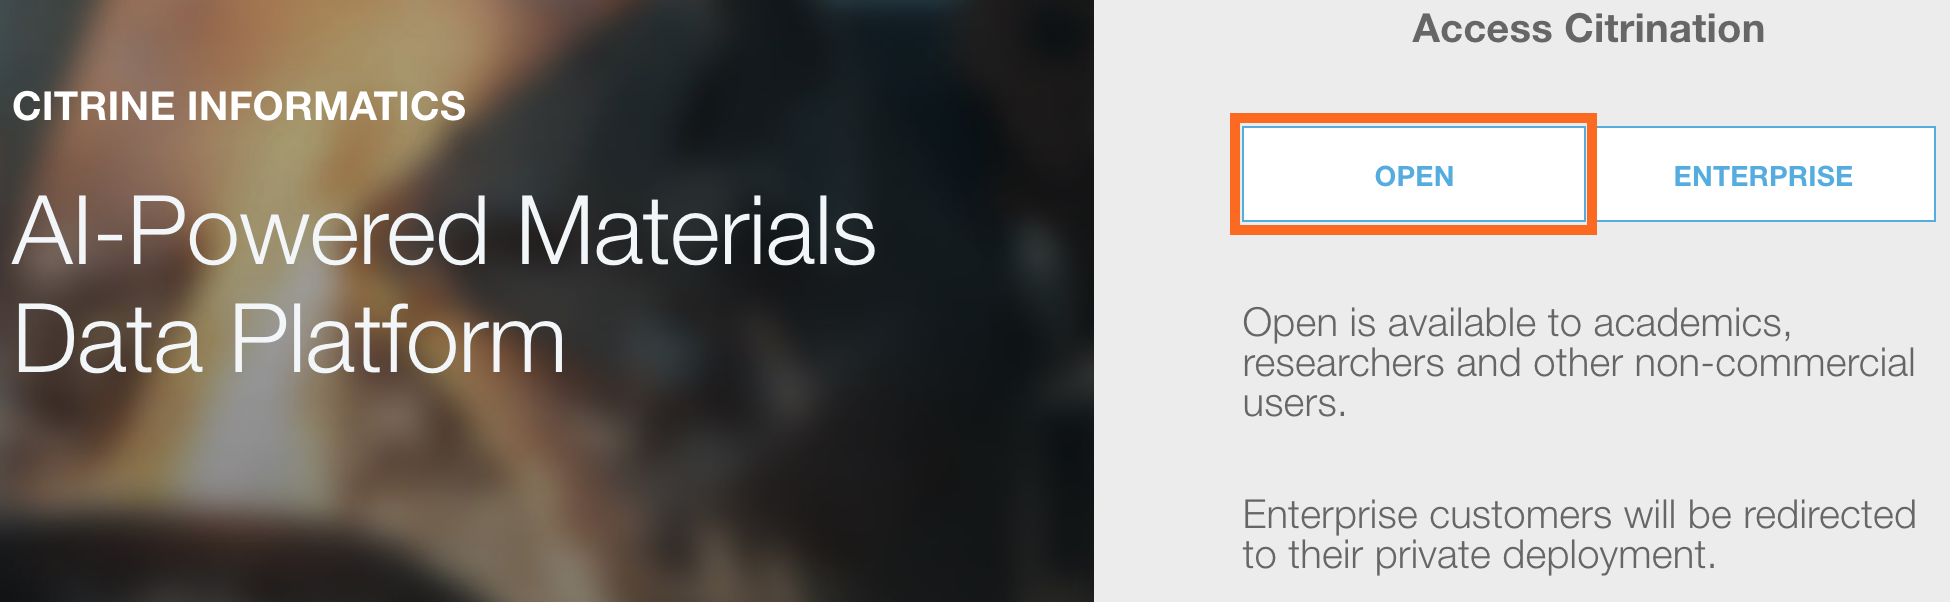 CITRINE INFORMATICS
AI-Powered Materials
Data Platform
Access Citrination
OPEN
ENTERPRISE
Open is available to academics,
researchers and other non-commercial
users.
Enterprise customers will be redirected
to their private deployment.